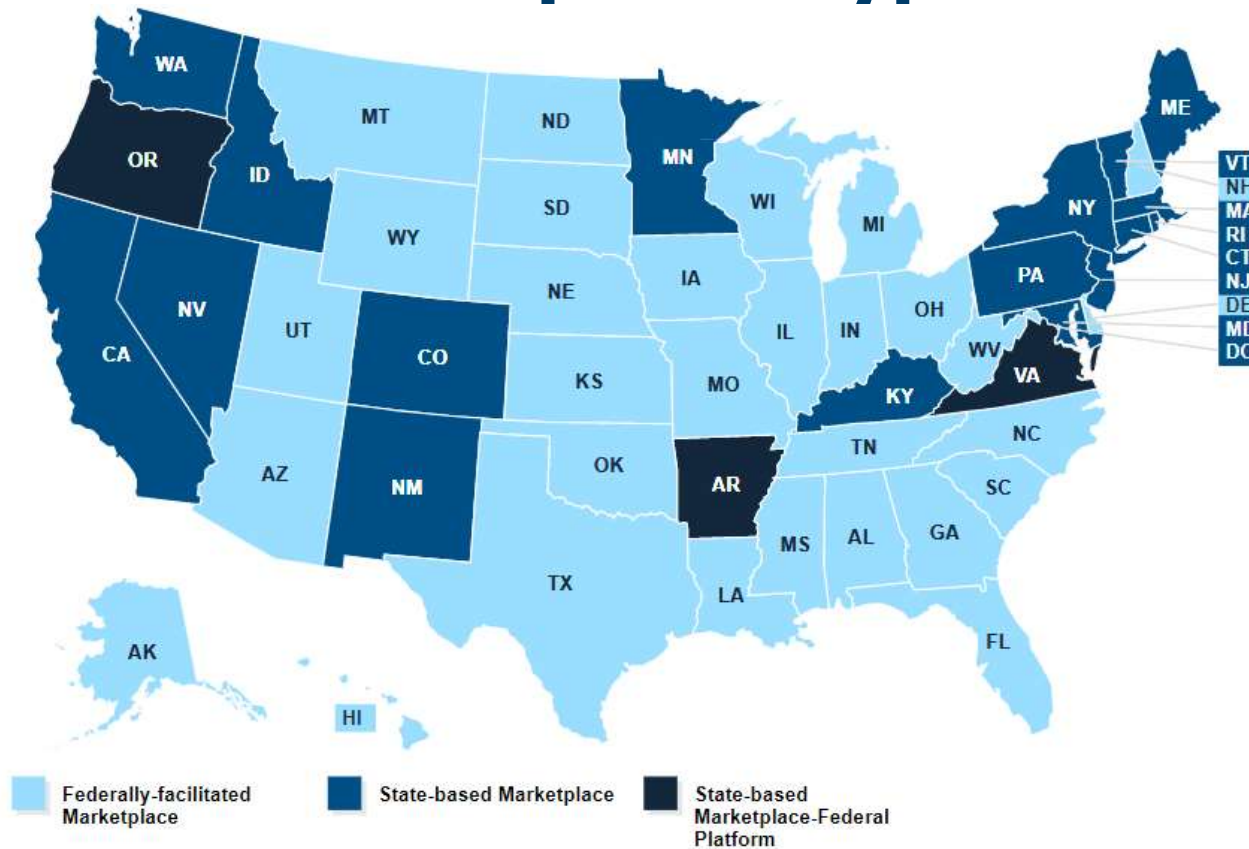 WA
ME
MT
ND
MN
OR
ID
VT
NH
SD
WI
NY
MA
MI
RI
WY
CT
PA
NJ
IA
NE
DE
OH
NV
IL
IN
MD
UT
WV
DC
CA
CO
VA
KS
MO
KY
NC
TN
AZ
OK
NM
AR
SC
MS
AL
GA
TX
LA
FL
AK
HI
Federally-facilitated
Marketplace
State-based Marketplace
State-based
Marketplace-Federal
Platform